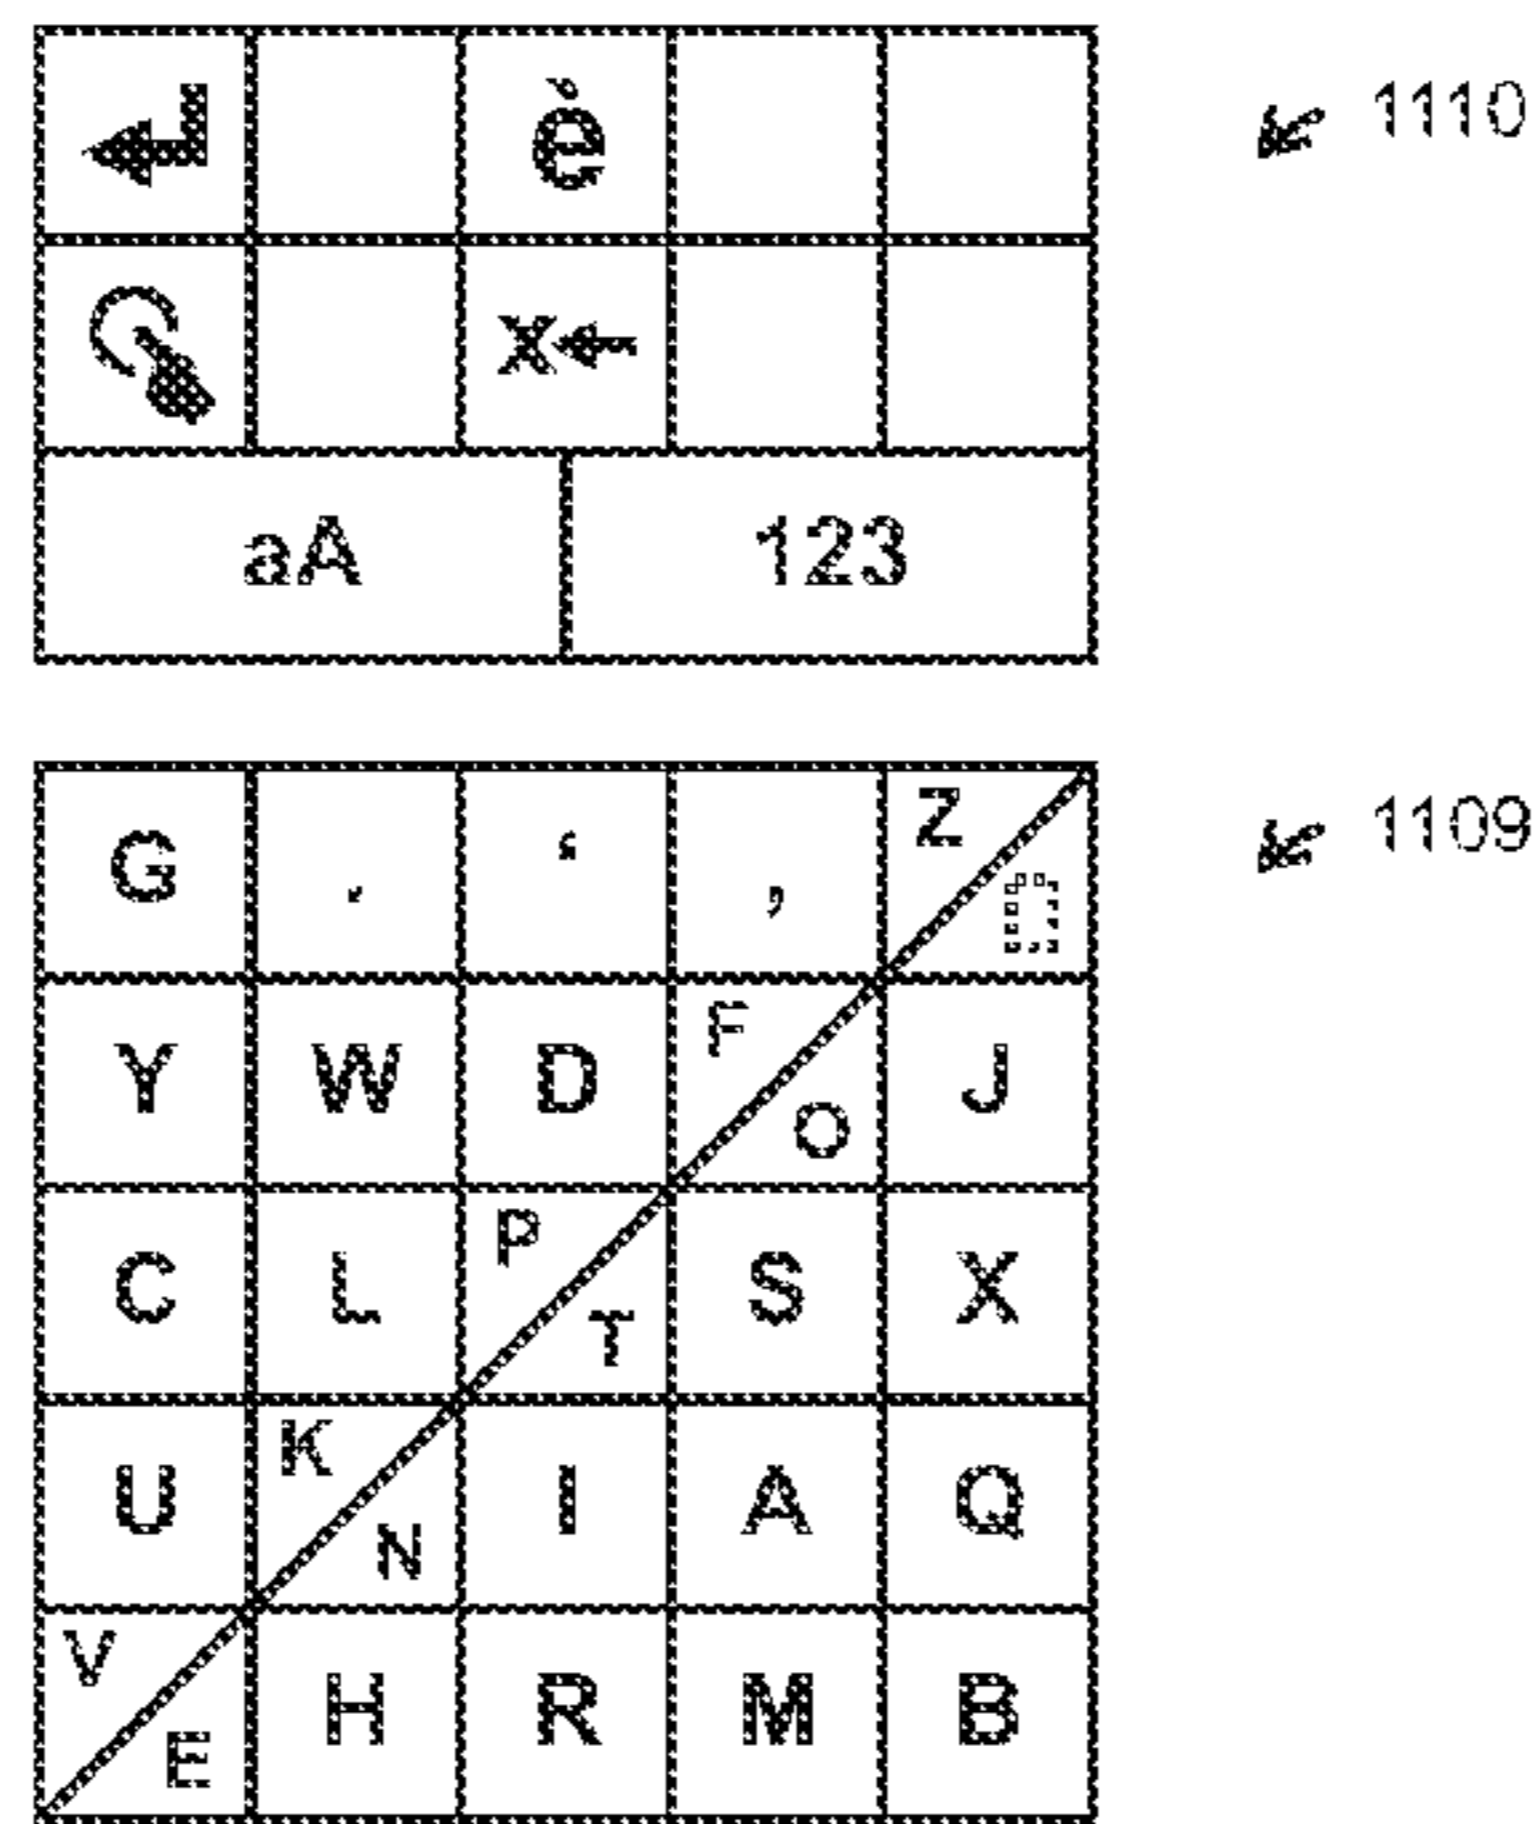 é 1110
x
aA 123
G . ‘ , Z 1109
Y W D F O J
C L P T S X
U K N I A Q
V E H R M B